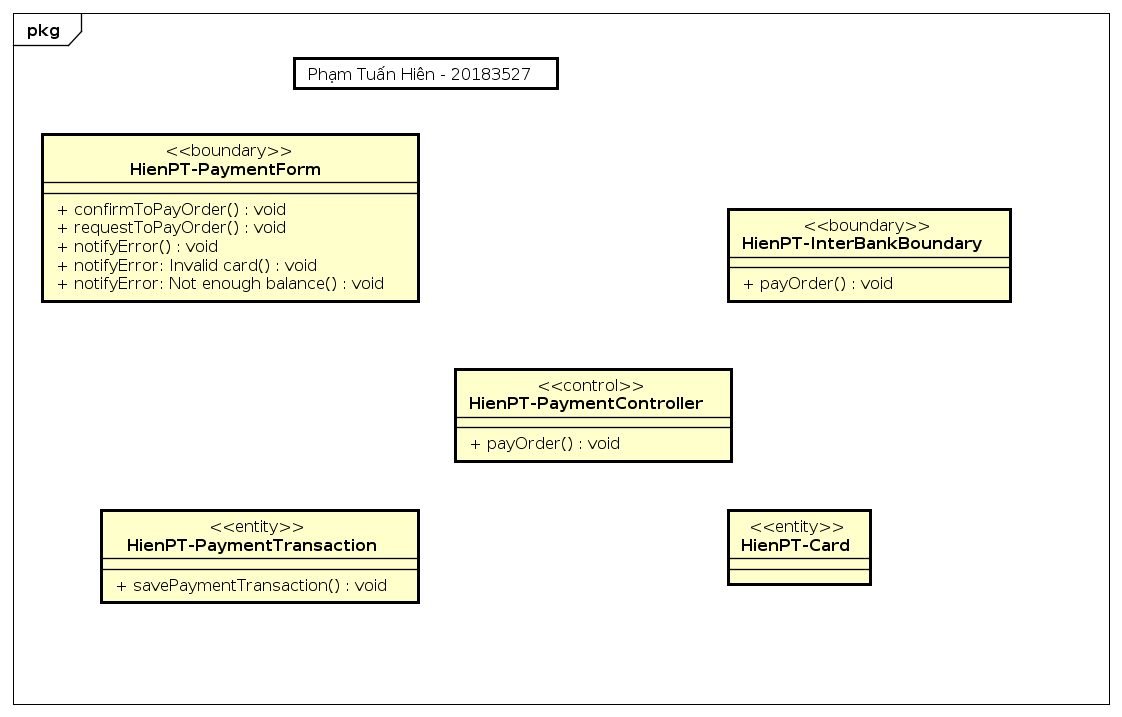 pkg
Phạm Tuấn Hiên - 20183527
<<boundary>>
HienPT-PaymentForm
+ confirmToPayOrder() : void
+ requestToPayOrder() : void
+ notifyError() : void
+ notifyError: Invalid card() : void
+ notifyError: Not enough balance() : void
<<boundary>>
HienPT-InterBankBoundary
+ payOrder() : void
<<control>>
HienPT-PaymentController
+ payOrder() : void
<<entity>>
HienPT-PaymentTransaction
+ savePaymentTransaction() : void
<<entity>>
HienPT-Card